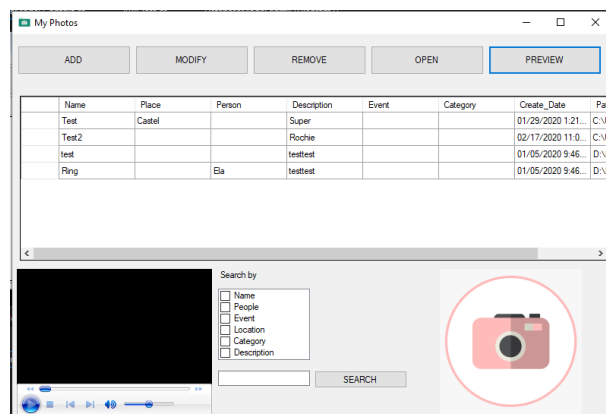 My Photos
ADD MODIFY REMOVE OPEN PREVIEW
Name Place Person Description Event Category Create_Date
Test Castel Super 01/29/2020 1:21...
Test2 Rochie 02/17/2020 11:0...
test testtest 01/05/2020 9:46...
Ring Ela testtest 01/05/2020 9:46...
Search by
Name
People
Event
Location
Category
Description
SEARCH